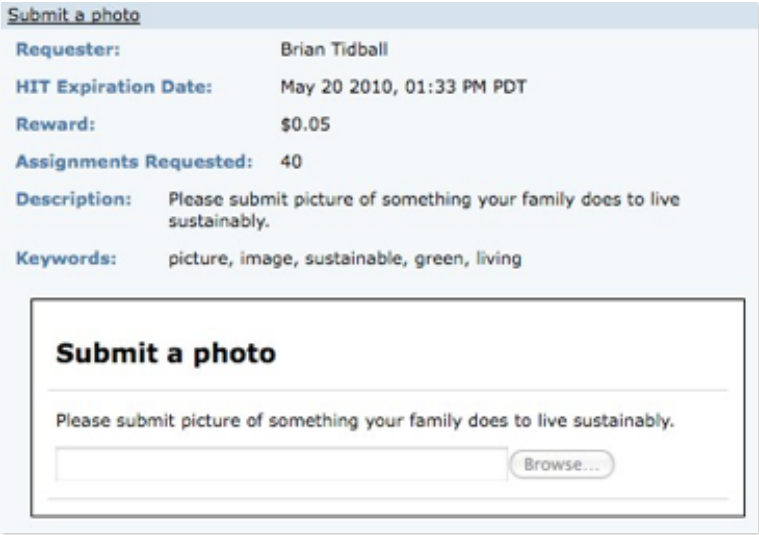 Submit a photo
Requester: Brian Tidball
HIT Expiration Date: May 20 2010, 01:33 PM PDT
Reward: $0.05
Assignments Requested: 40
Description: Please submit picture of something your family does to live
sustainably.
Keywords: picture, image, sustainable, green, living
Submit a photo
Please submit picture of something your family does to live sustainably.
Browse...